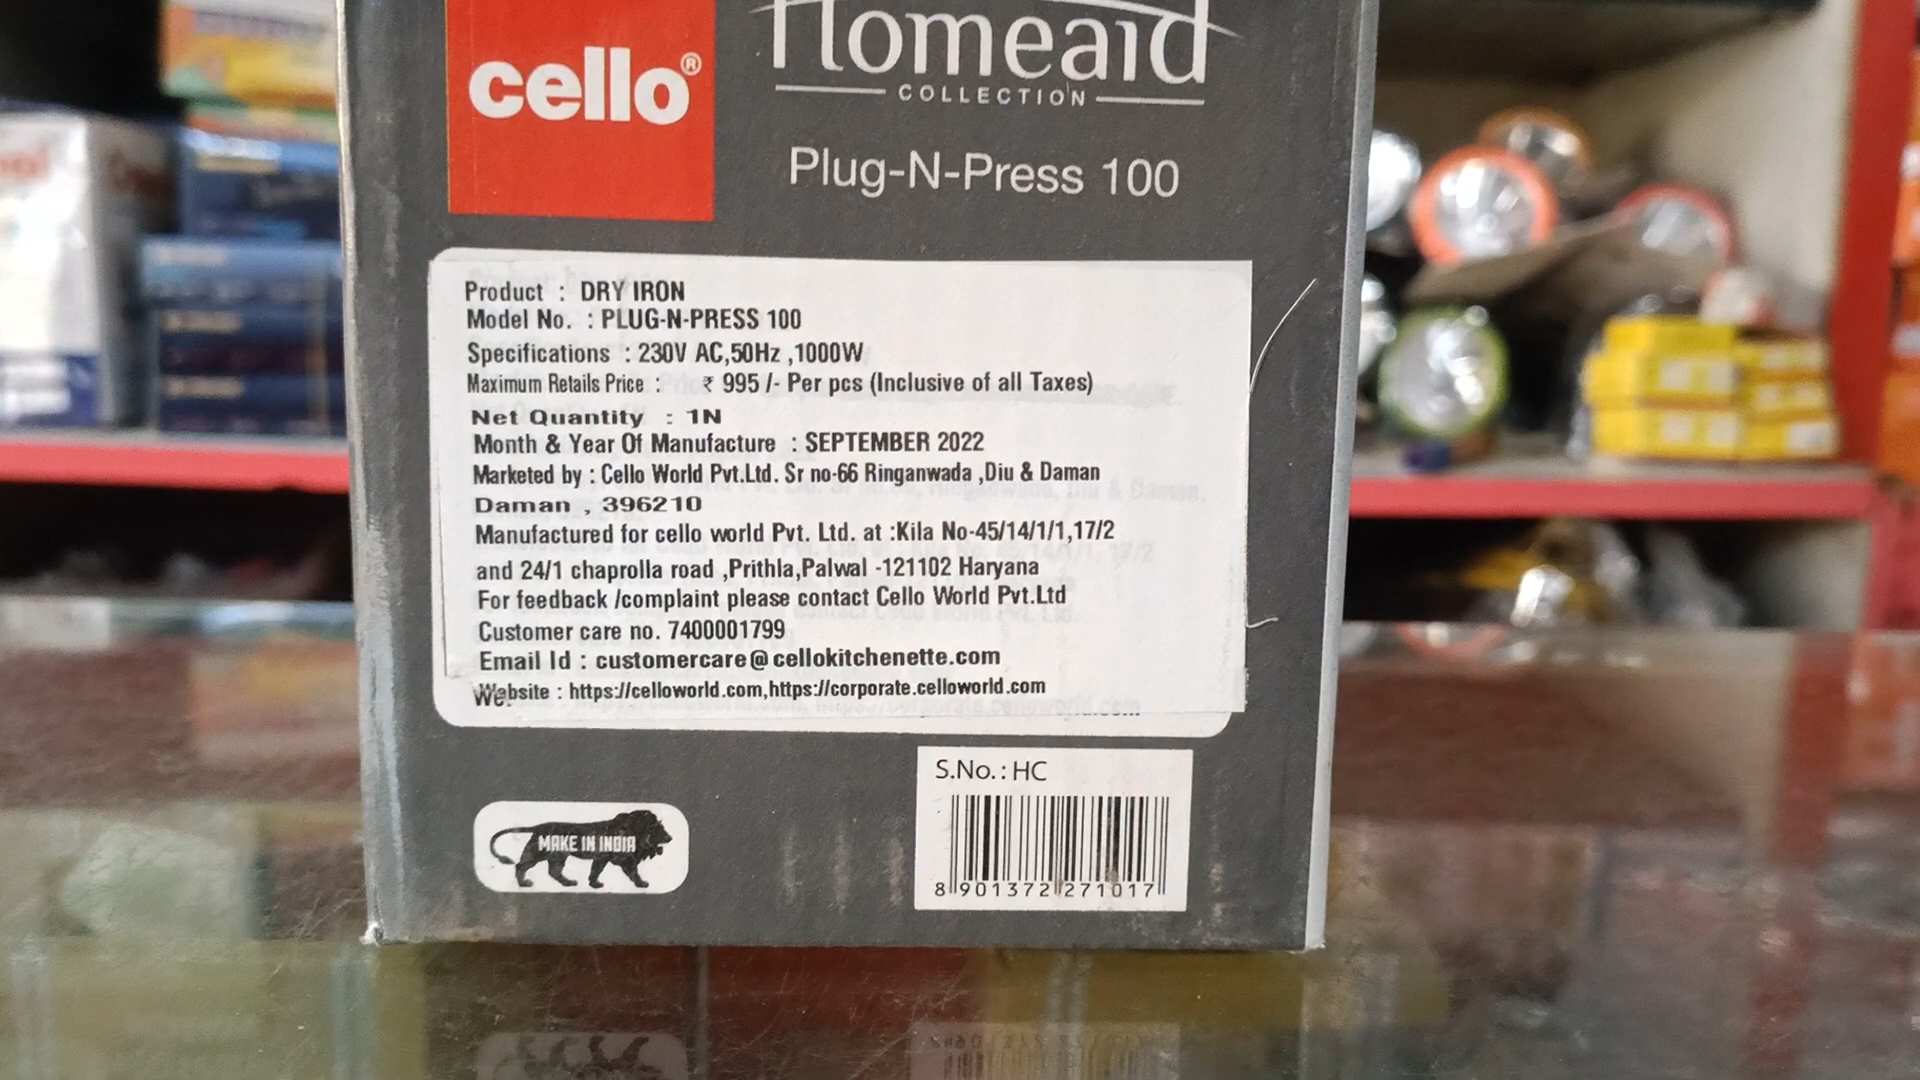 cello®
Homeaid
COLLECTION
Plug-N-Press 100
Product : DRY IRON
Model No. : PLUG-N-PRESS 100
Specifications : 230V AC,50Hz ,1000W
Maximum Retails Price : ₹ 995 /- Per pcs (Inclusive of all Taxes)
Net Quantity : 1N
Month & Year Of Manufacture : SEPTEMBER 2022
Marketed by : Cello World Pvt.Ltd. Sr no-66 Ringanwada ,Diu & Daman
Daman , 396210
Manufactured for cello world Pvt. Ltd. at :Kila No-45/14/1/1,17/2
and 24/1 chaprolla road ,Prithla,Palwal -121102 Haryana
For feedback /complaint please contact Cello World Pvt.Ltd
Customer care no. 7400001799
Email Id : customercare@cellokitchenette.com
Website : https://celloworld.com,https://corporate.celloworld.com
S.No.: HC
MAKE IN INDIA
8 901372 271017